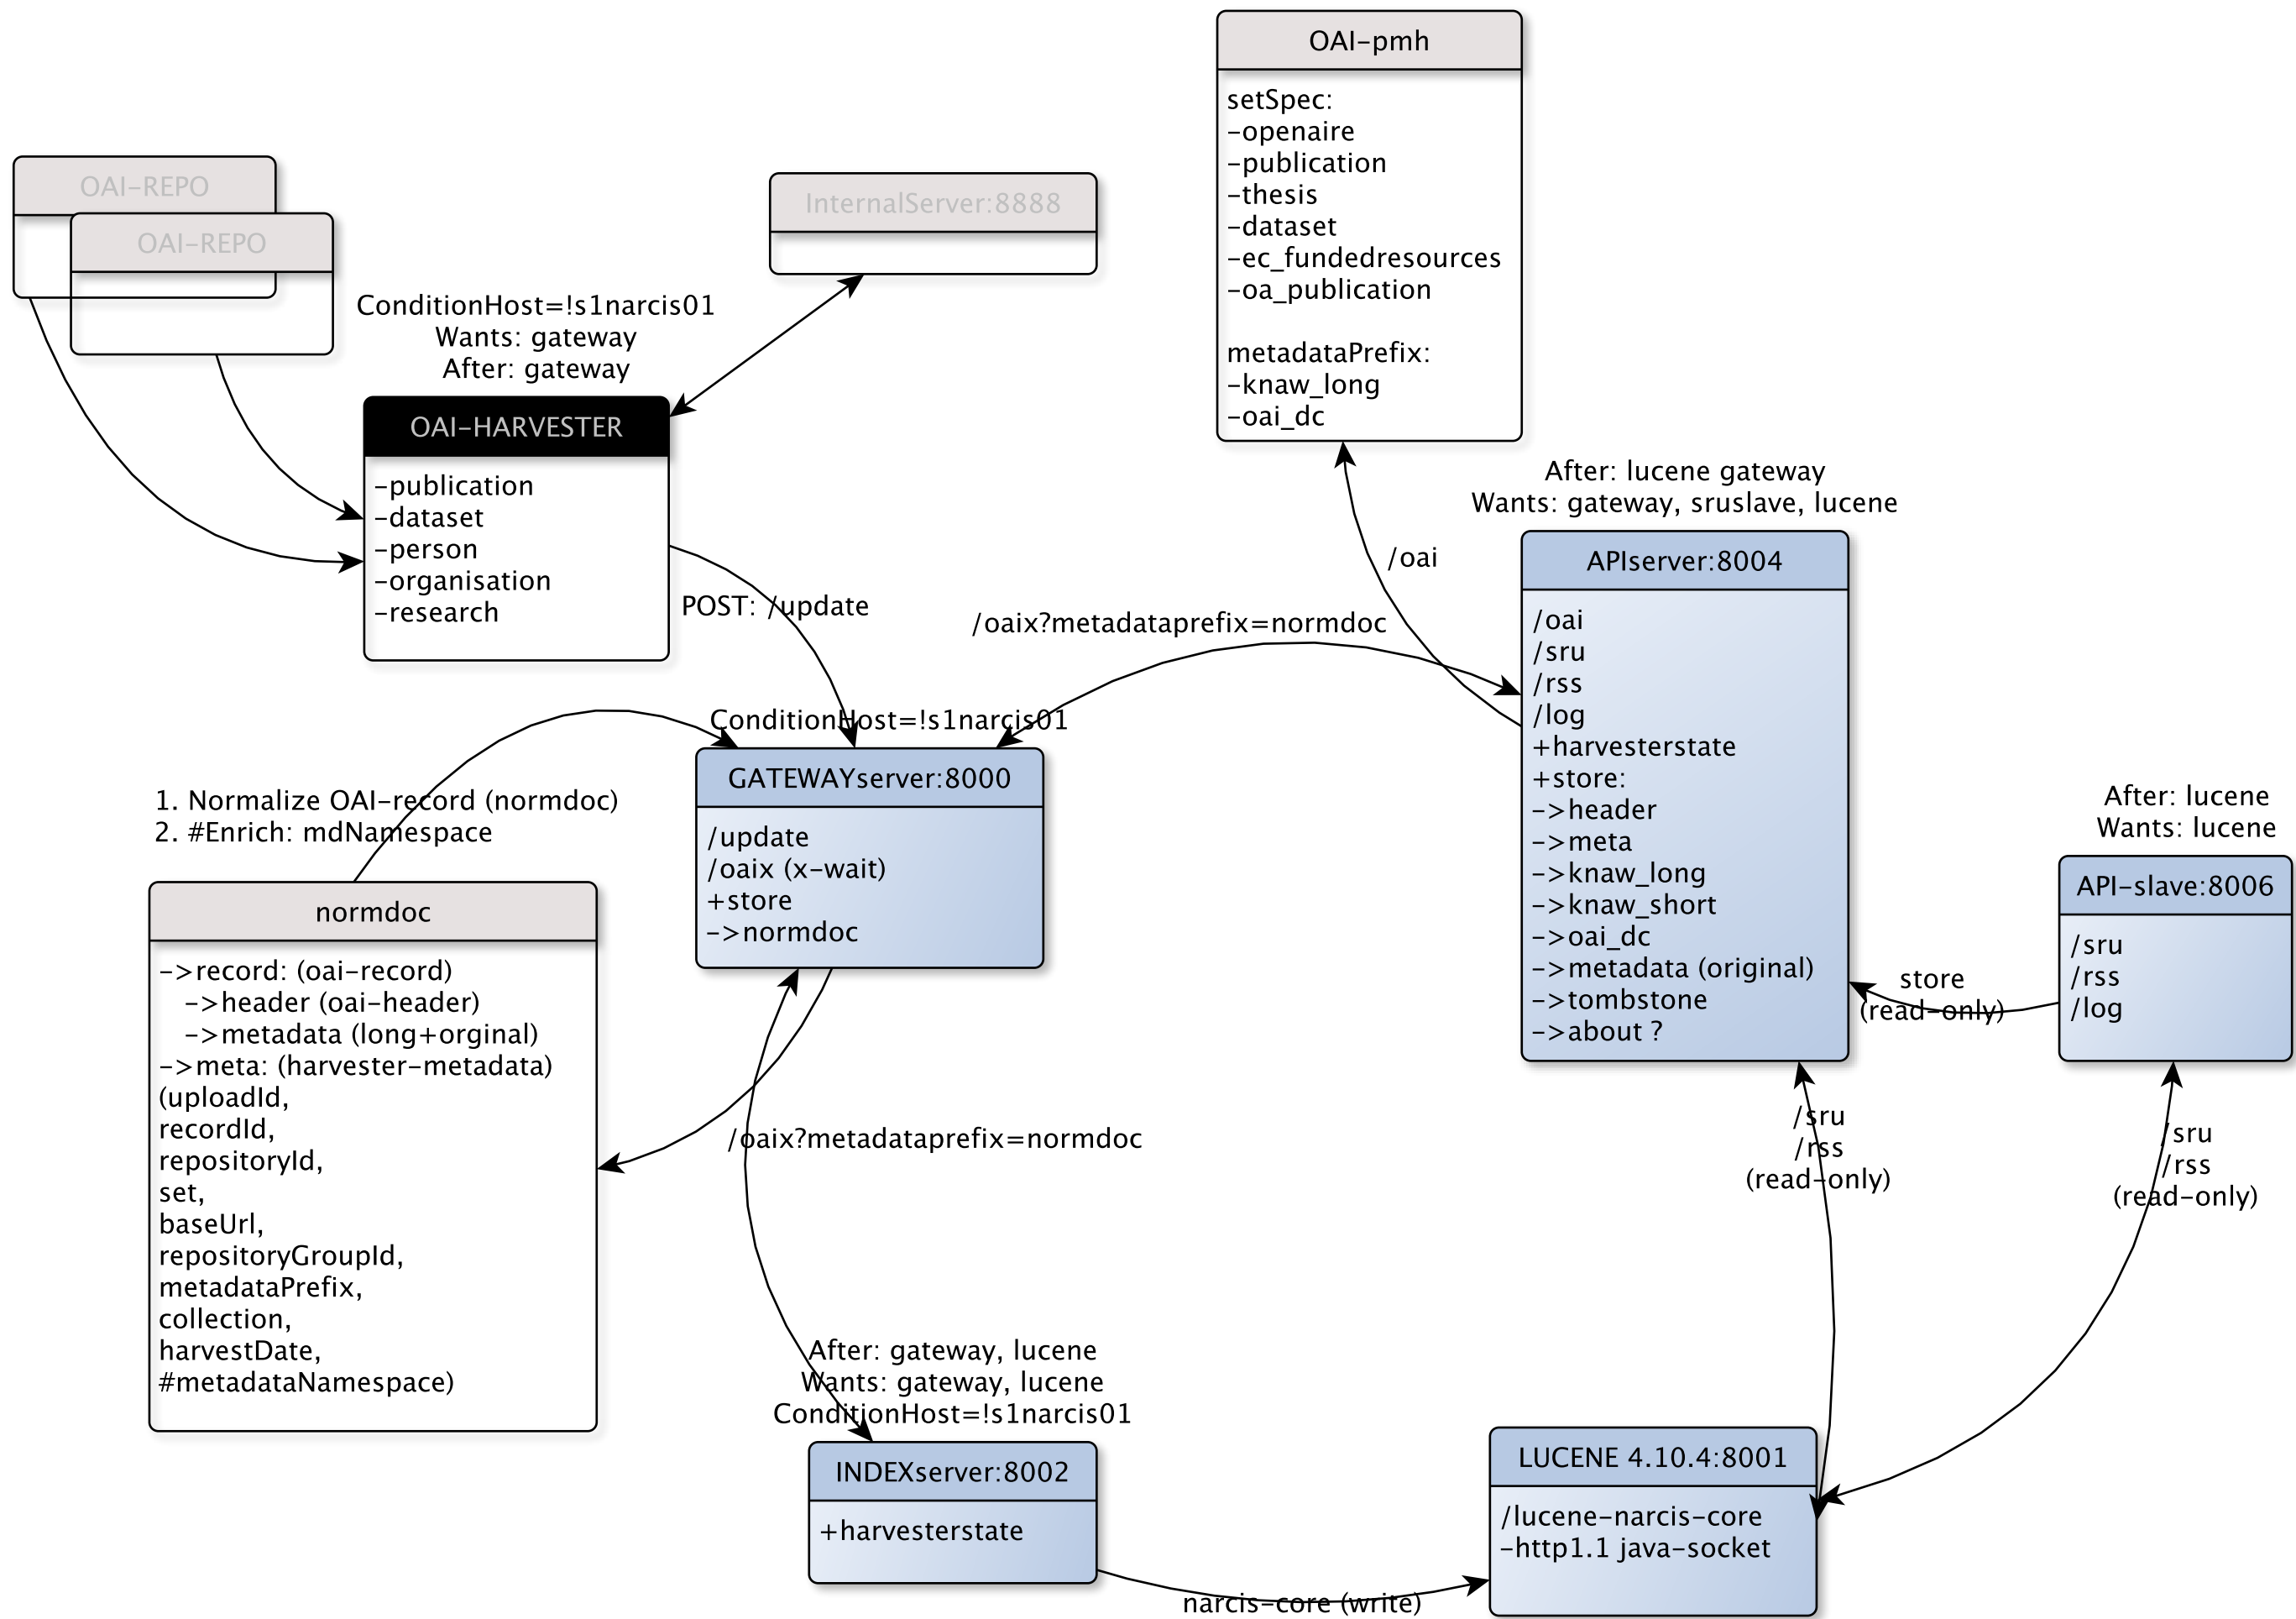 OAI-pmh
setSpec:
-openaire
-publication
-thesis
-dataset
-ec_fundedresources
-oa_publication
metadataPrefix:
-knaw_long
-oai_dc
OAI-REPO
OAI-REPO
InternalServer:8888
ConditionHost=!s1narcis01
Wants: gateway
After: gateway
OAI-HARVESTER
-publication
-dataset
-person
-organisation
-research
POST: /update
/oaix?metadataprefix=normdoc
/oai
After: lucene gateway
Wants: gateway, sruslave, lucene
APIserver:8004
/oai
/sru
/rss
/log
+harvesterstate
+store:
->header
->meta
->knaw_long
->knaw_short
->oai_dc
->metadata (original)
->tombstone
->about ?
ConditionHost=!s1narcis01
GATEWAYserver:8000
/update
/oaix (x-wait)
+store
->normdoc
1. Normalize OAI-record (normdoc)
2. #Enrich: mdNamespace
normdoc
->record: (oai-record)
->header (oai-header)
->metadata (long+orginal)
->meta: (harvester-metadata)
(uploadId,
recordId,
repositoryId,
set,
baseUrl,
repositoryGroupId,
metadataPrefix,
collection,
harvestDate,
#metadataNamespace)
After: lucene
Wants: lucene
API-slave:8006
/sru
/rss
/log
store
(read-only)
/sru
/rss
(read-only)
/sru
/rss
(read-only)
/oaix?metadataprefix=normdoc
After: gateway, lucene
Wants: gateway, lucene
ConditionHost=!s1narcis01
INDEXserver:8002
+harvesterstate
narcis-core (write)
LUCENE 4.10.4:8001
/lucene-narcis-core
-http1.1 java-socket